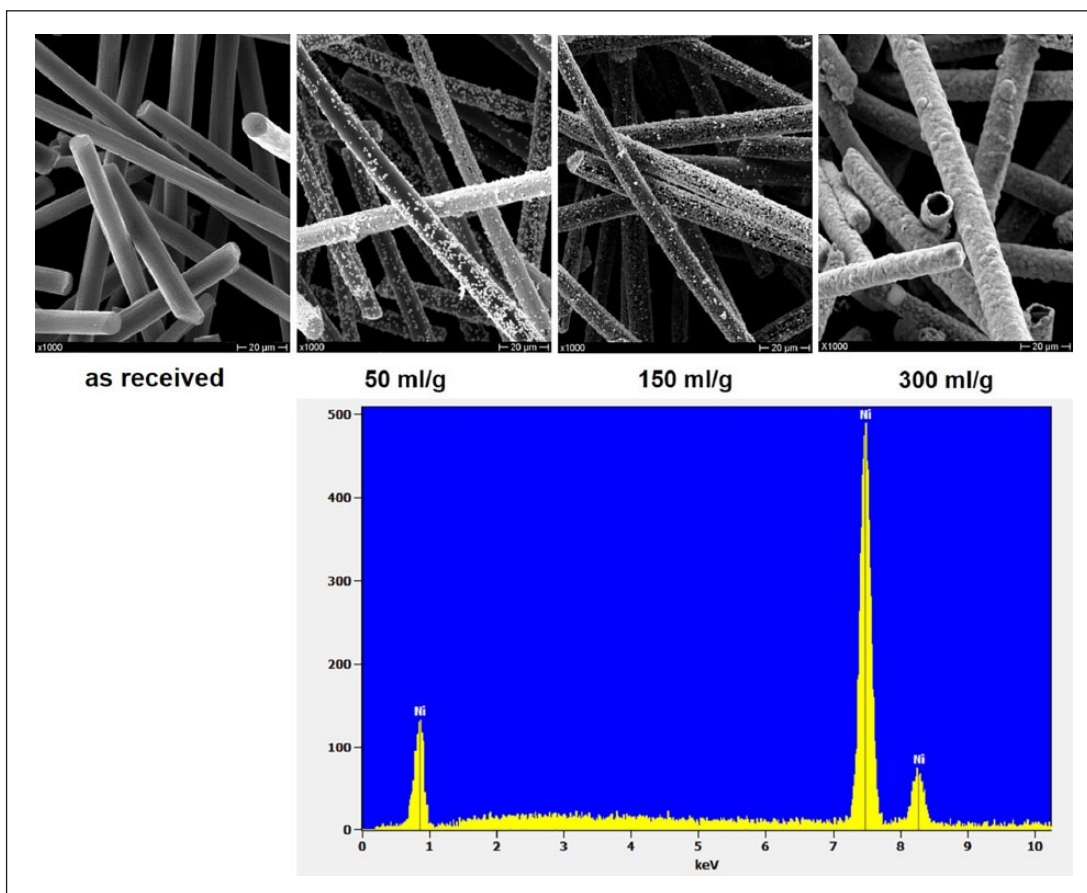 x1000 20 µm x1000 20 µm x1000 20 µm X1000 20 µm
as received 50 ml/g 150 ml/g 300 ml/g
500
Ni
400
300
200
Ni
100
Ni
0
0 1 2 3 4 5 6 7 8 9 10
keV